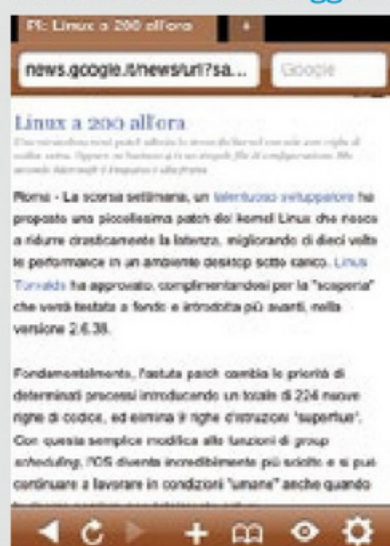 PI: Linux a 200 all'ora +
news.google.it/news/url?sa... Google
Linux a 200 all'ora
Roma - La scorsa settimana, un talentuoso sviluppatore ha
proposto una piccolissima patch del kernel Linux che riesce
a ridurre drasticamente la latenza, migliorando di dieci volte
le performance in un ambiente desktop sotto carico. Linus
Torvalds ha approvato, complimentandosi per la "scoperta"
che verrà testata a fondo e introdotta più avanti, nella
versione 2.6.38.
Fondamentalmente, l'astuta patch cambia le priorità di
determinati processi introducendo un totale di 224 nuove
righe di codice, ed elimina 9 righe d'istruzioni "superflue".
Con questa semplice modifica alle funzioni di group
scheduling, l'OS diventa incredibilmente più sciolto e si può
continuare a lavorare in condizioni "umane" anche quando